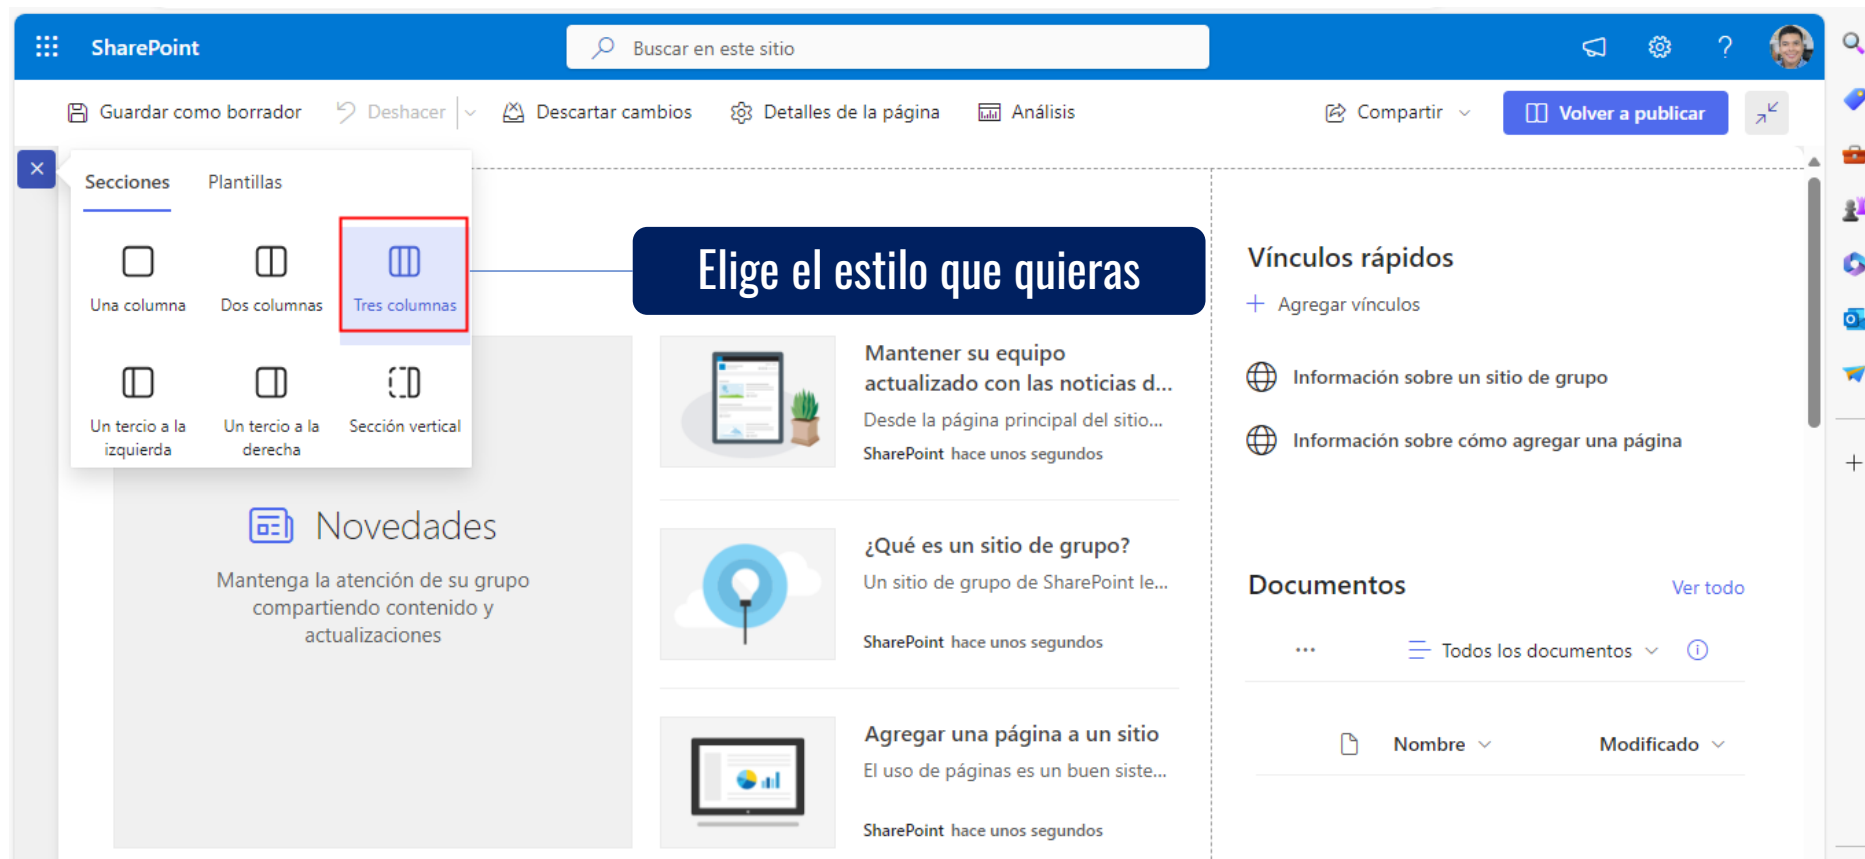 SharePoint
Buscar en este sitio
?
Guardar como borrador
Deshacer
Descartar cambios
Detalles de la página
Análisis
Compartir
Volver a publicar
Secciones
Plantillas
Una columna
Dos columnas
Tres columnas
Un tercio a la
izquierda
Un tercio a la
derecha
Sección vertical
Elige el estilo que quieras
Novedades
Mantenga la atención de su grupo
compartiendo contenido y
actualizaciones
Mantener su equipo
actualizado con las noticias d...
Desde la página principal del sitio...
SharePoint hace unos segundos
¿Qué es un sitio de grupo?
Un sitio de grupo de SharePoint le...
SharePoint hace unos segundos
Agregar una página a un sitio
El uso de páginas es un buen siste...
SharePoint hace unos segundos
Vínculos rápidos
+ Agregar vínculos
Información sobre un sitio de grupo
Información sobre cómo agregar una página
Documentos
Ver todo
...
Todos los documentos
Nombre
Modificado